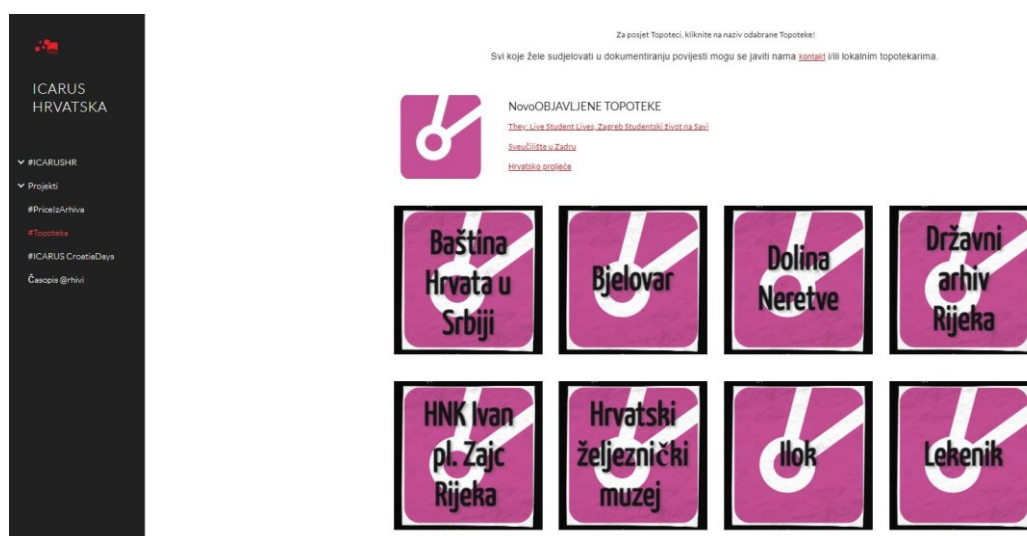 ICARUS
HRVATSKA
#ICARUSHR
Projekti
#PriceIzArhiva
#Topoteka
#ICARUS CroatiaDays
Časopis @rhivi
Za posjet Topoteci, kliknite na naziv odabrane Topoteke!
Svi koje žele sudjelovati u dokumentiranju povijesti mogu se javiti nama kontakt i/ili lokalnim topotekarima.
NovoOBJAVLJENE TOPOTEKE
They: Live Student Lives, Zagreb Studentski život na Savi
Sveučilište u Zadru
Hrvatsko proljeće
Baština
Hrvata u
Srbiji
Bjelovar
Dolina
Neretve
Državni
arhiv
Rijeka
HNK Ivan
pl. Zajc
Rijeka
Hrvatski
željeznički
muzej
Ilok
Lekenik